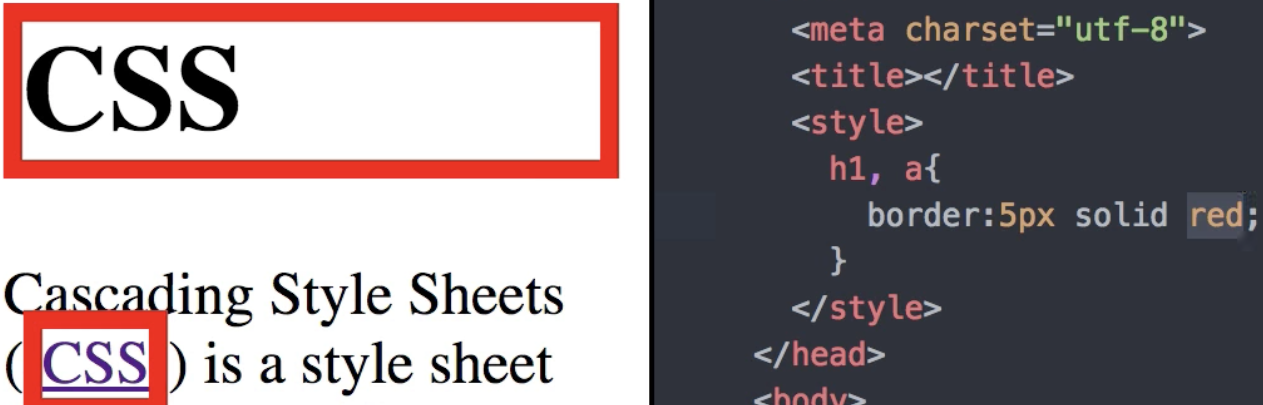 CSS
Cascading Style Sheets
(CSS) is a style sheet
<meta charset="utf-8">
<title></title>
<style>
h1, a{
border:5px solid red;
}
</style>
</head>
<body>